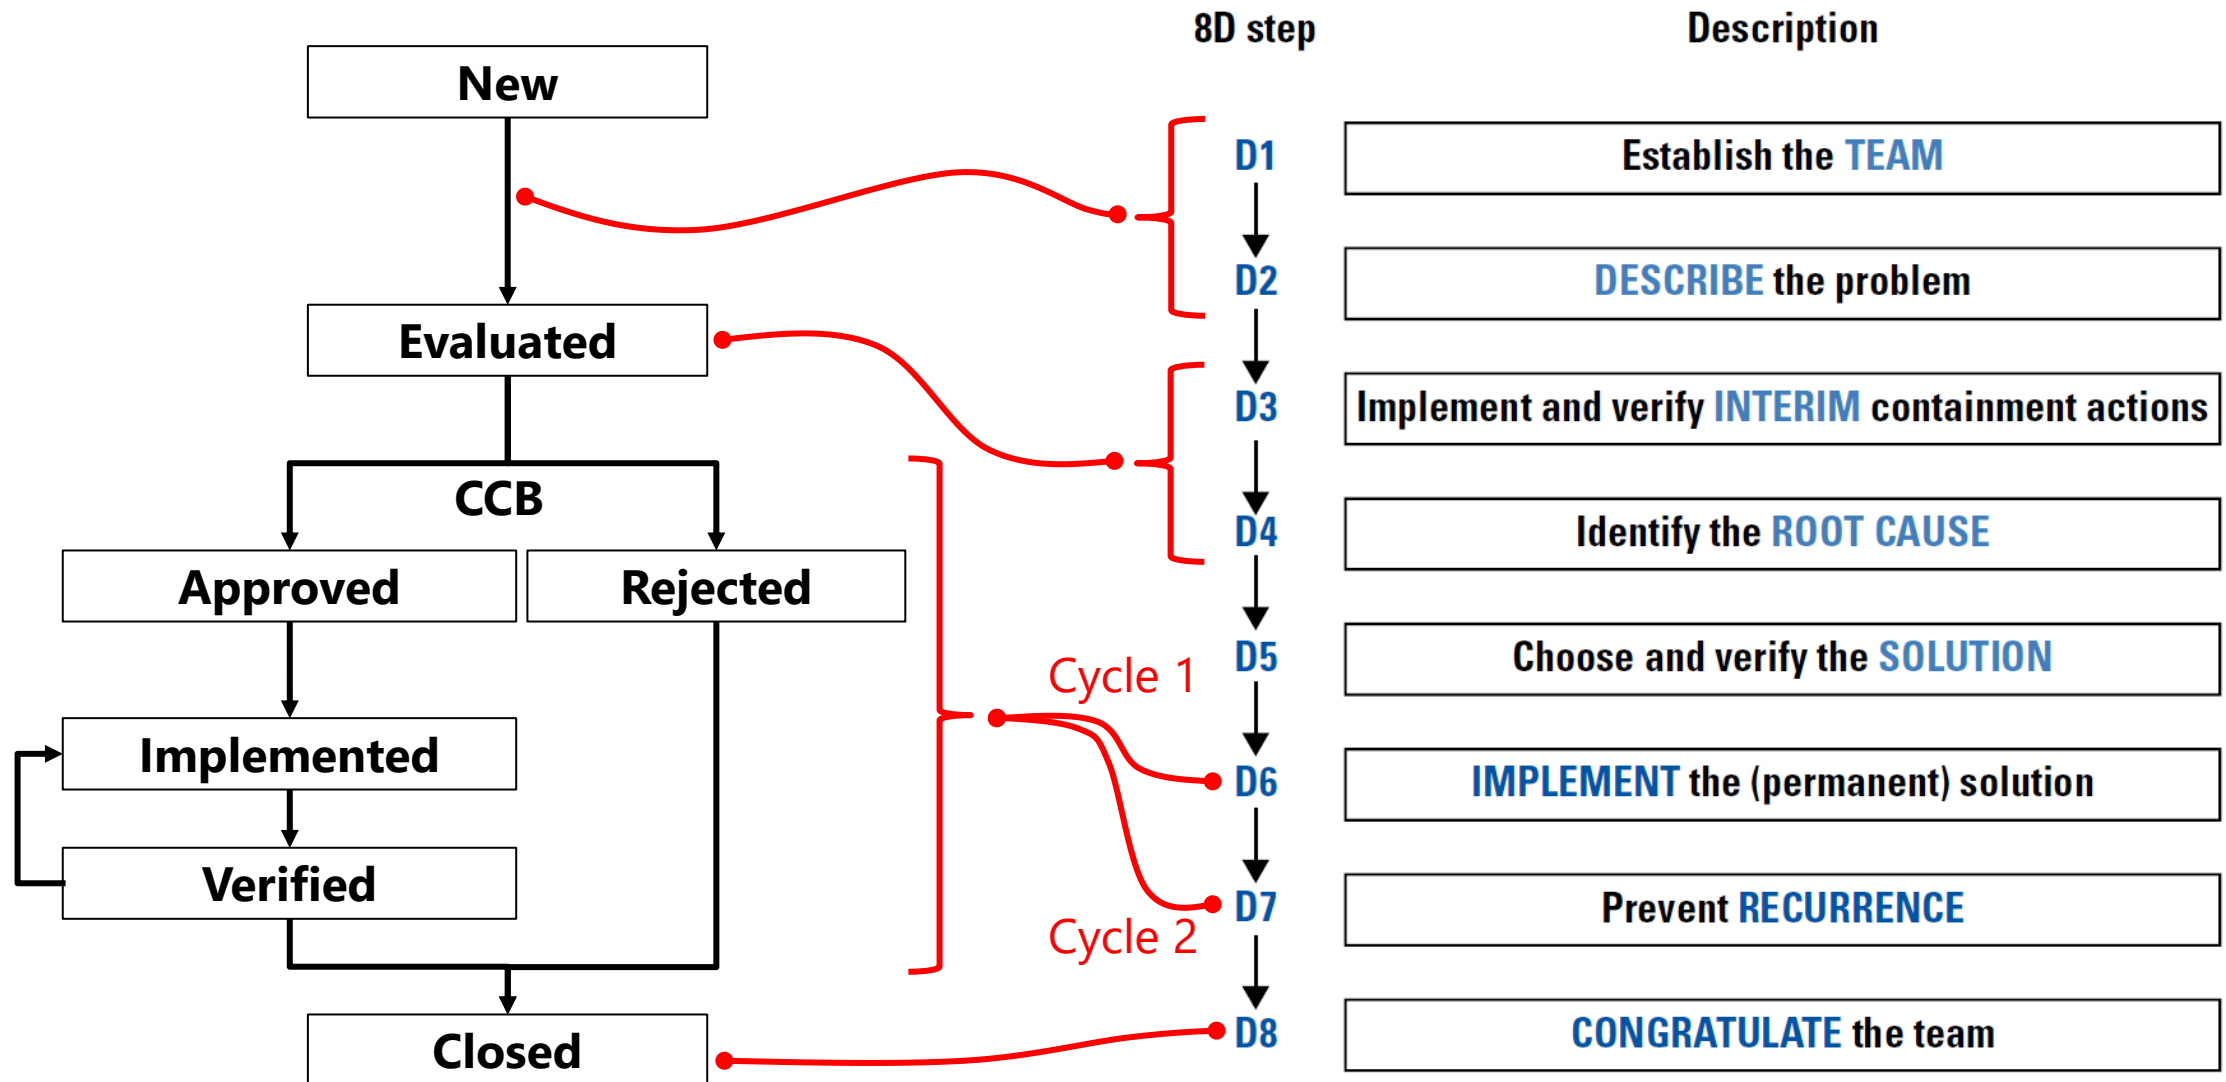 New
Evaluated
CCB
Approved
Rejected
Implemented
Verified
Closed
Cycle 1
Cycle 2
8D step
Description
D1
Establish the TEAM
D2
DESCRIBE the problem
D3
Implement and verify INTERIM containment actions
D4
Identify the ROOT CAUSE
D5
Choose and verify the SOLUTION
D6
IMPLEMENT the (permanent) solution
D7
Prevent RECURRENCE
D8
CONGRATULATE the team